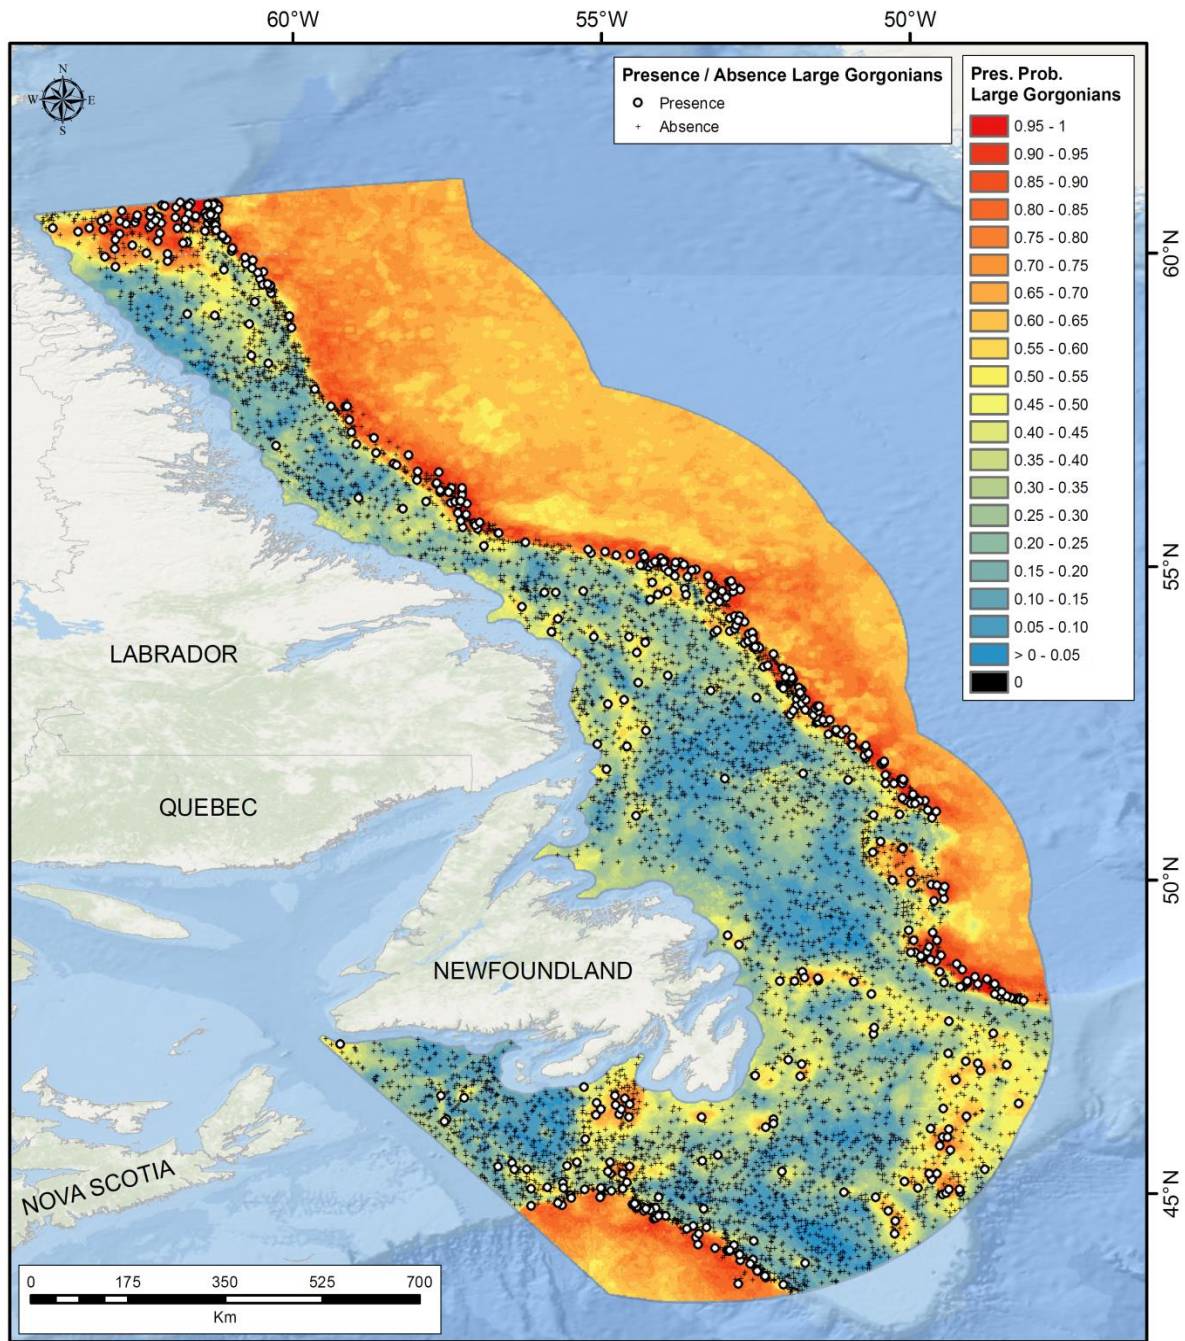 60°W 55°W 50°W
N
W E
S
Presence / Absence Large Gorgonians
Presence
Absence
Pres. Prob.
Large Gorgonians
0.95 - 1
0.90 - 0.95
0.85 - 0.90
0.80 - 0.85
0.75 - 0.80
0.70 - 0.75
0.65 - 0.70
0.60 - 0.65
0.55 - 0.60
0.50 - 0.55
0.45 - 0.50
0.40 - 0.45
0.35 - 0.40
0.30 - 0.35
0.25 - 0.30
0.20 - 0.25
0.15 - 0.20
0.10 - 0.15
0.05 - 0.10
> 0 - 0.05
0
60°N
55°N
50°N
45°N
LABRADOR
QUEBEC
NEWFOUNDLAND
NOVA SCOTIA
0 175 350 525 700
Km